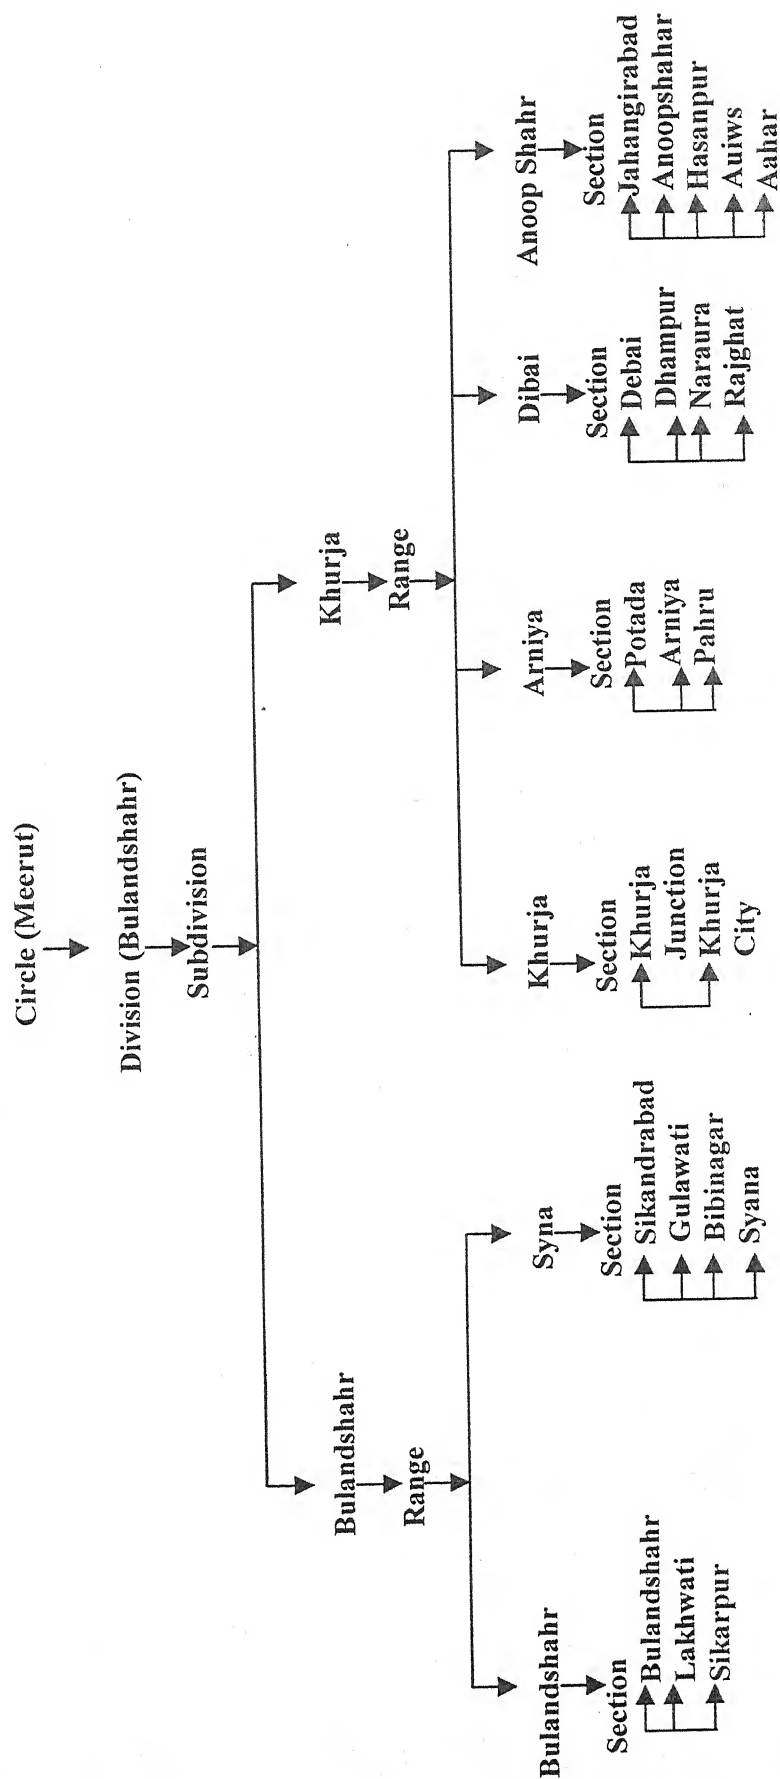 Circle (Meerut)
Division (Bulandshahr)
Subdivision
Bulandshahr
Range
Khurja
Range
Bulandshahr
Section
Bulandshahr
Lakhwati
Sikarpur
Syna
Section
Sikandrabad
Gulawati
Bibinagar
Syana
Khurja
Section
Khurja
Junction
Khurja
City
Arniya
Section
Potada
Arniya
Pahru
Dibai
Section
Debai
Dhampur
Naraura
Rajghat
Anoop Shahr
Section
Jahangirabad
Anoopshahar
Hasanpur
Auiws
Aahar